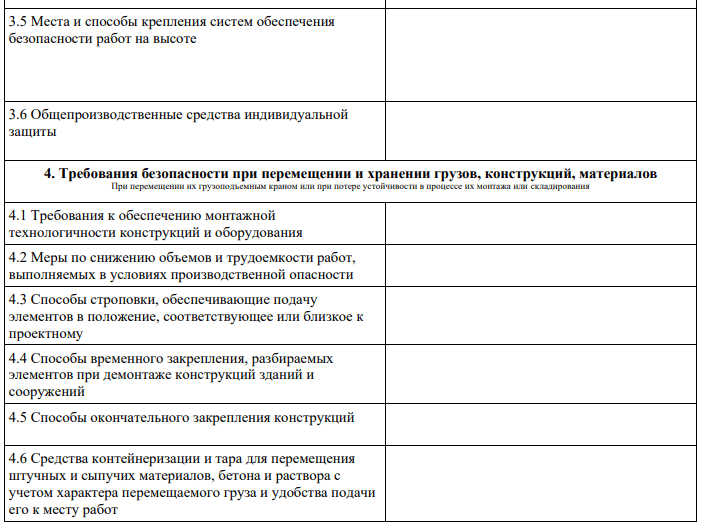 3.5 Места и способы крепления систем обеспечения
безопасности работ на высоте
3.6 Общепроизводственные средства индивидуальной
защиты
4. Требования безопасности при перемещении и хранении грузов, конструкций, материалов
При перемещении их грузоподъемным краном или при потере устойчивости в процессе их монтажа или складирования
4.1 Требования к обеспечению монтажной
технологичности конструкций и оборудования
4.2 Меры по снижению объемов и трудоемкости работ,
выполняемых в условиях производственной опасности
4.3 Способы строповки, обеспечивающие подачу
элементов в положение, соответствующее или близкое к
проектному
4.4 Способы временного закрепления, разбираемых
элементов при демонтаже конструкций зданий и
сооружений
4.5 Способы окончательного закрепления конструкций
4.6 Средства контейнеризации и тара для перемещения
штучных и сыпучих материалов, бетона и раствора с
учетом характера перемещаемого груза и удобства подачи
его к месту работ